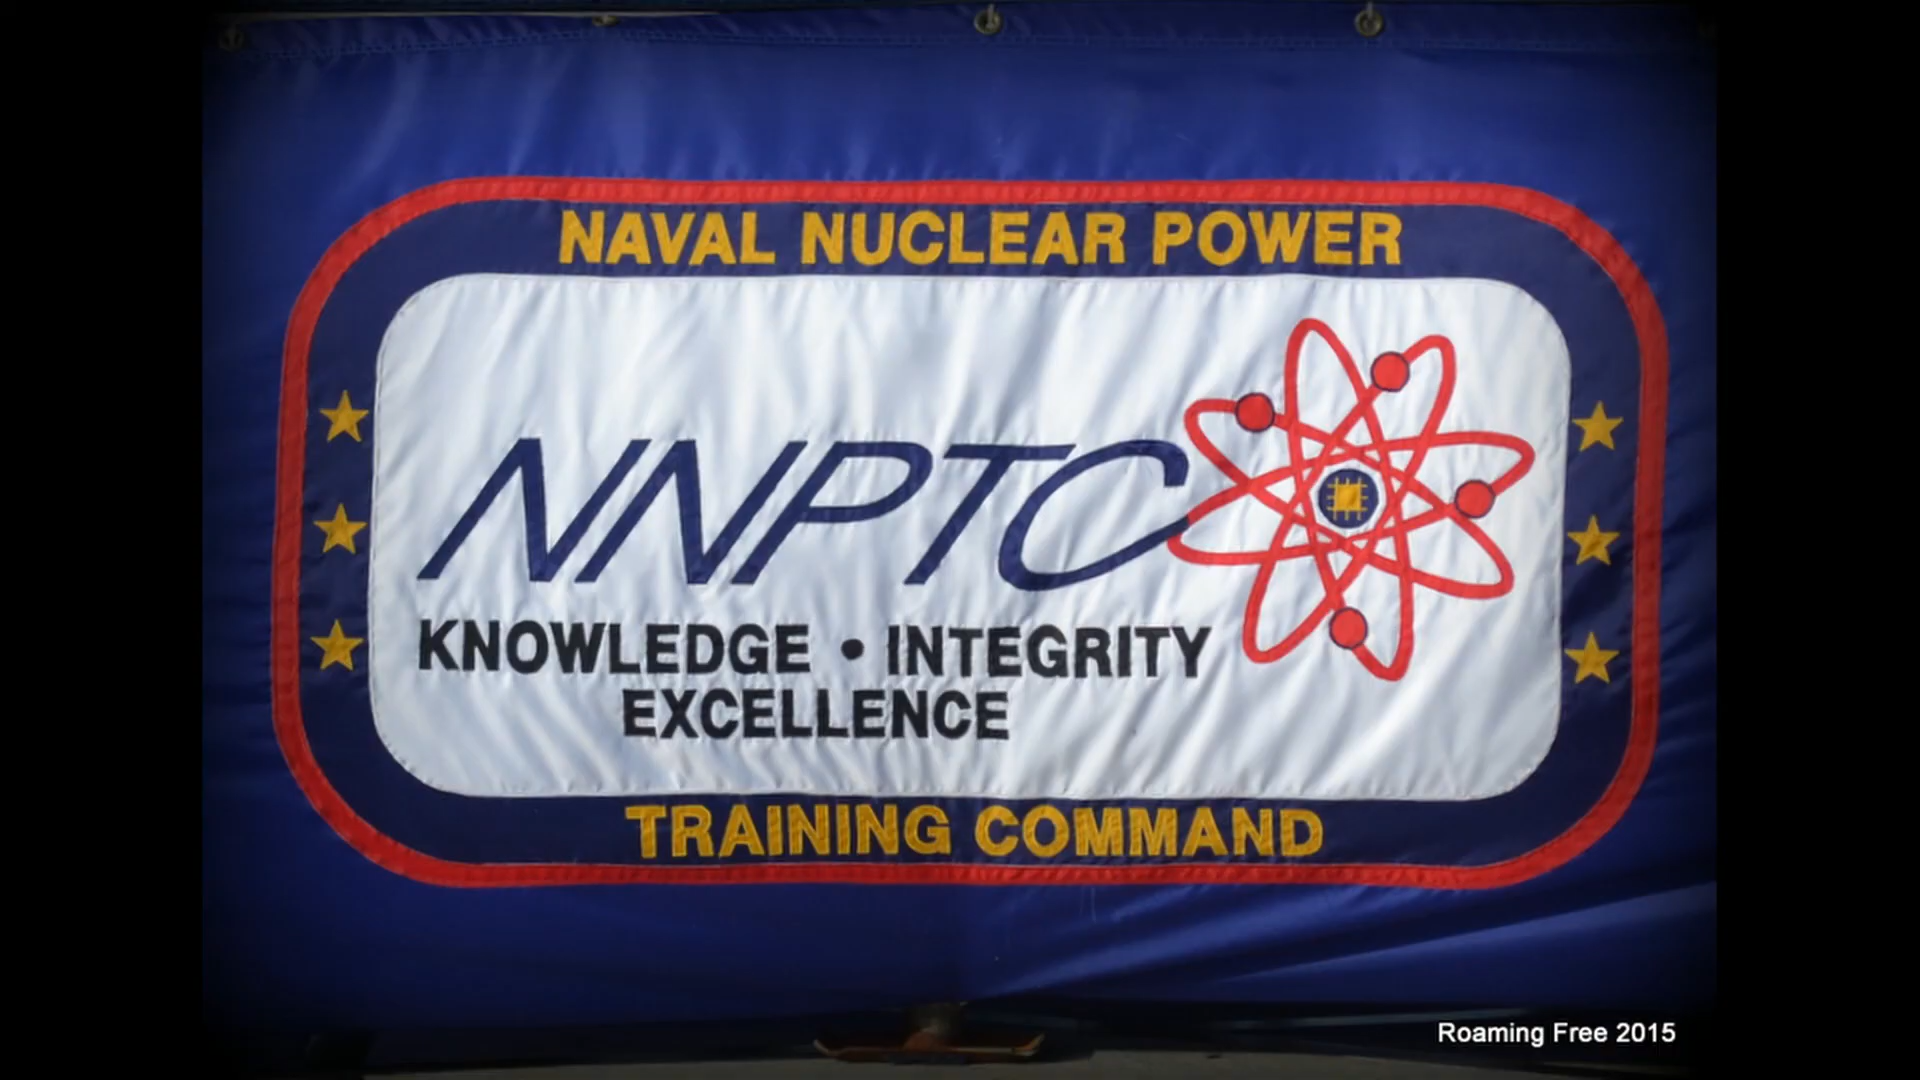 NAVAL NUCLEAR POWER
NNPTC
KNOWLEDGE • INTEGRITY
EXCELLENCE
TRAINING COMMAND
Roaming Free 2015